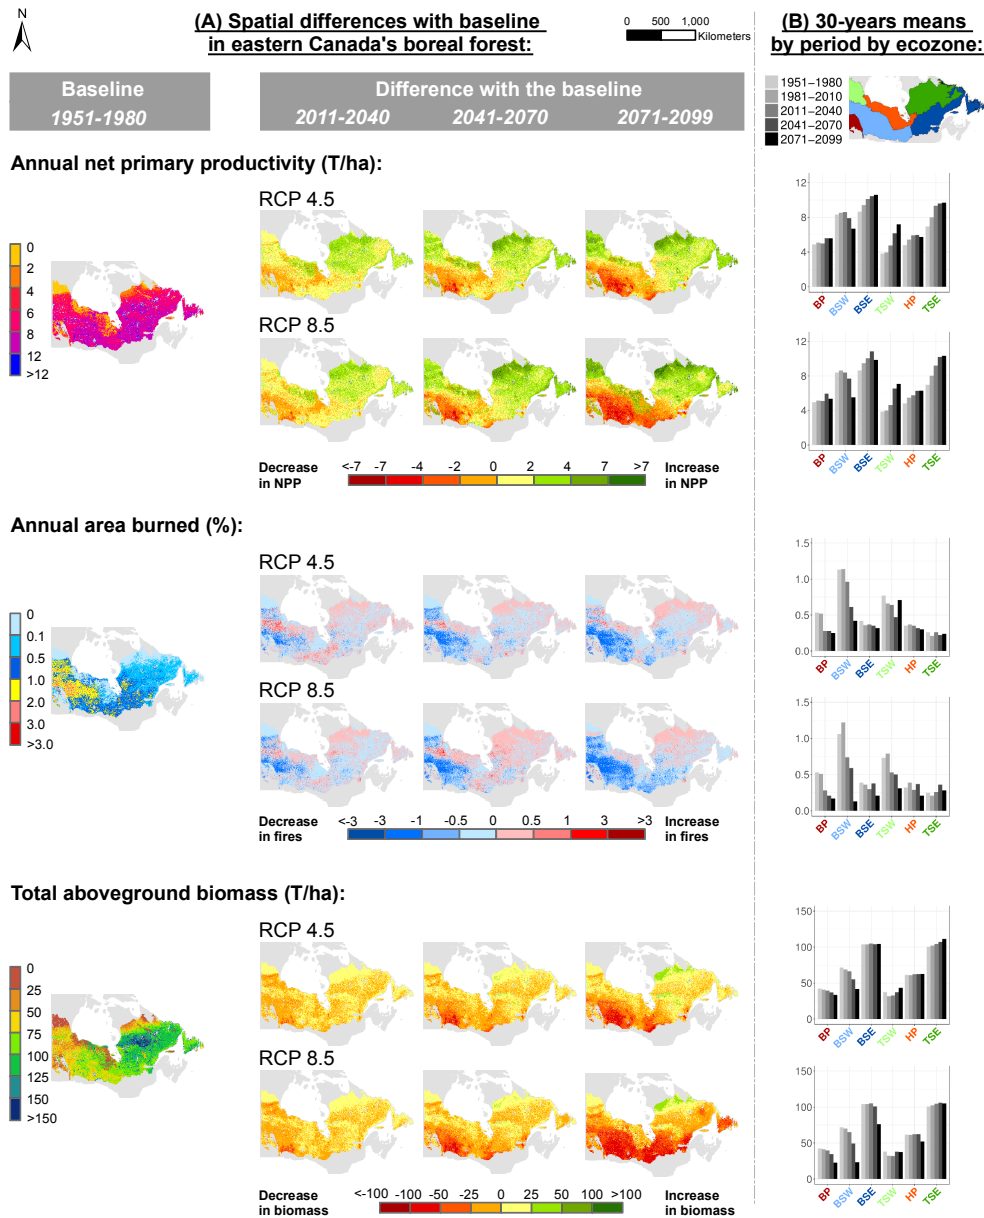 N
(A) Spatial differences with baseline
in eastern Canada's boreal forest:
0 500 1,000
Kilometers
(B) 30-years means
by period by ecozone:
Baseline
1951-1980
Difference with the baseline
2011-2040 2041-2070 2071-2099
1951−1980
1981−2010
2011−2040
2041−2070
2071−2099
Annual net primary productivity (T/ha):
RCP 4.5
0
2
4
6
8
12
>12
RCP 8.5
Decrease
in NPP
<-7 -7 -4 -2 0 2 4 7 >7
Increase
in NPP
12
8
4
0
BP BSW BSE TSW HP TSE
12
8
4
0
BP BSW BSE TSW HP TSE
Annual area burned (%):
RCP 4.5
0
0.1
0.5
1.0
2.0
3.0
>3.0
RCP 8.5
Decrease
in fires
<-3 -3 -1 -0.5 0 0.5 1 3 >3
Increase
in fires
1.5
1.0
0.5
0.0
BP BSW BSE TSW HP TSE
1.5
1.0
0.5
0.0
BP BSW BSE TSW HP TSE
Total aboveground biomass (T/ha):
RCP 4.5
0
25
50
75
100
125
150
>150
RCP 8.5
Decrease
in biomass
<-100 -100 -50 -25 0 25 50 100 >100
Increase
in biomass
150
100
50
0
BP BSW BSE TSW HP TSE
150
100
50
0
BP BSW BSE TSW HP TSE